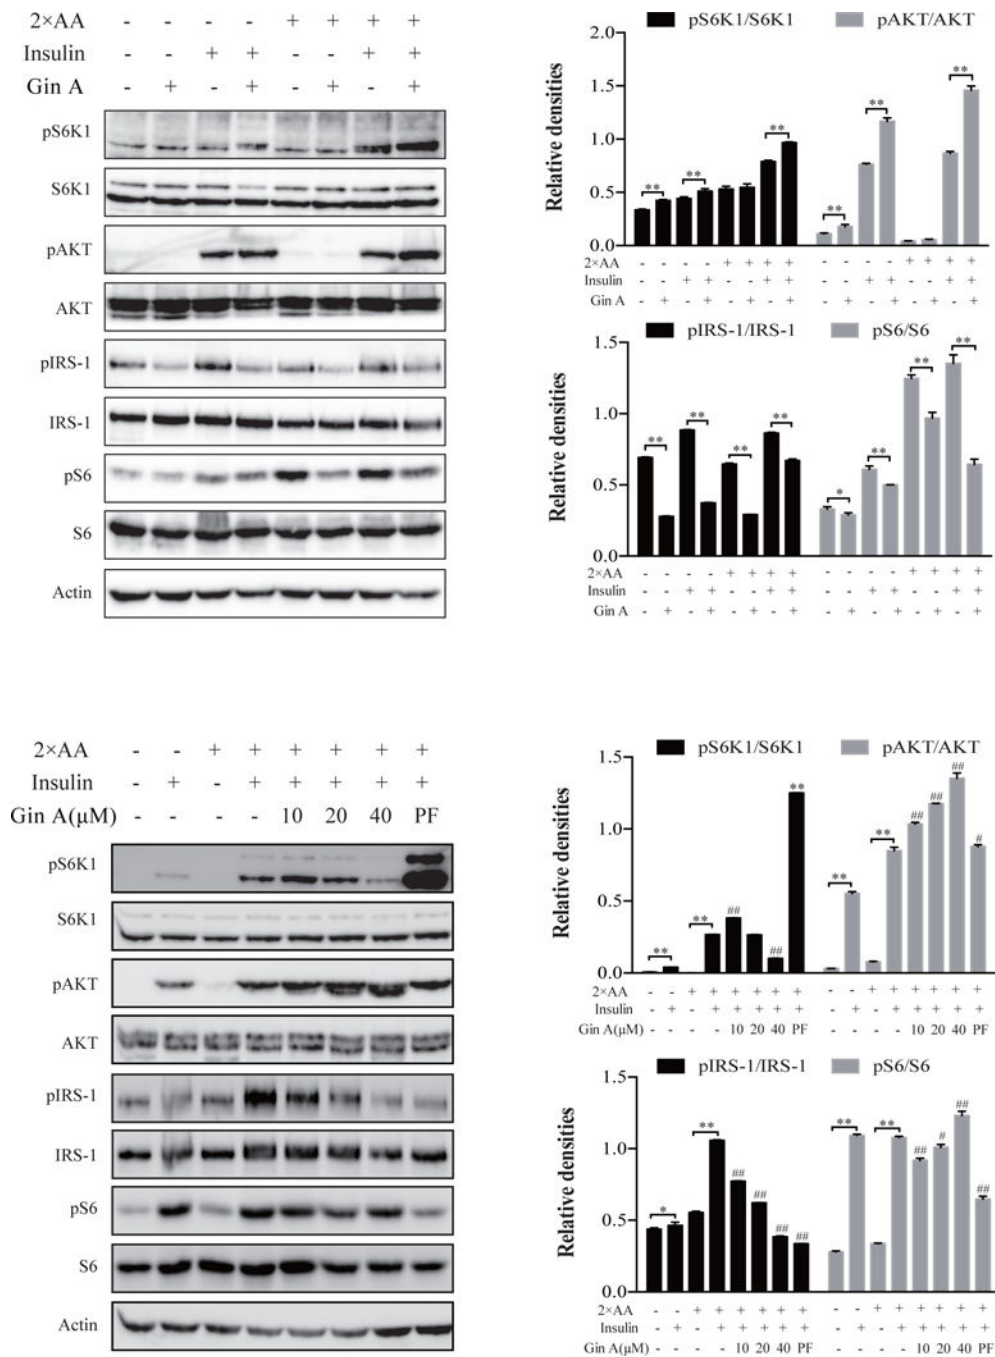 2×AA - - - - + + + +
Insulin - - + + - - + +
Gin A - + - + - + - +
pS6K1
S6K1
pAKT
AKT
pIRS-1
IRS-1
pS6
S6
Actin
pS6K1/S6K1 pAKT/AKT
Relative densities
2.0
1.5
1.0
0.5
0.0
** ** ** ** ** ** **
2×AA - - - - + + + + - - - - + + + +
Insulin - - + + - - + + - - + + - - + +
Gin A - + - + - + - + - + - + - + - +
pIRS-1/IRS-1 pS6/S6
Relative densities
1.5
1.0
0.5
0.0
** ** ** ** * ** ** **
2×AA - - - - + + + + - - - - + + + +
Insulin - - + + - - + + - - + + - - + +
Gin A - + - + - + - + - + - + - + - +
2×AA - - + + + + + +
Insulin - + - + + + + +
Gin A(μM) - - - - 10 20 40 PF
pS6K1
S6K1
pAKT
AKT
pIRS-1
IRS-1
pS6
S6
Actin
pS6K1/S6K1 pAKT/AKT
Relative densities
1.5
1.0
0.5
0.0
** ** ## ## ** ** ** ## ## ## #
2×AA - - + + + + + + - - + + + + + +
Insulin - + - + + + + + - + - + + + + +
Gin A(μM) - - - - 10 20 40 PF - - - - 10 20 40 PF
pIRS-1/IRS-1 pS6/S6
Relative densities
1.5
1.0
0.5
0.0
* ** ## ## ## ## ** ** ## # ## ##
2×AA - - + + + + + + - - + + + + + +
Insulin - + - + + + + + - + - + + + + +
Gin A(μM) - - - - 10 20 40 PF - - - - 10 20 40 PF